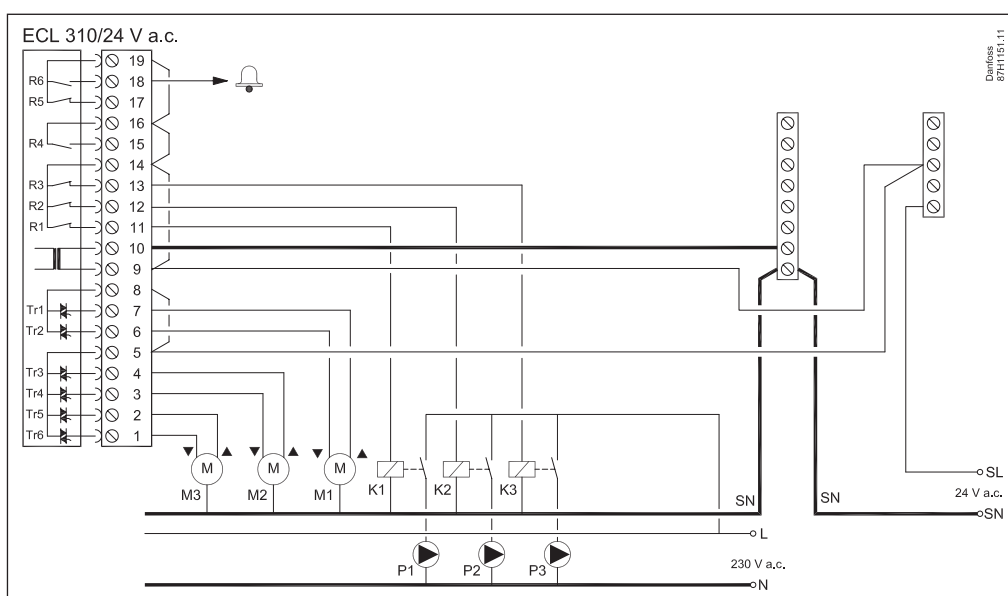 ECL 310/24 V a.c.
Danfoss
87H1151.11
19
R6 18
R5 17
16
R4 15
14
R3 13
R2 12
R1 11
10
9
8
Tr1 7
Tr2 6
5
Tr3 4
Tr4 3
Tr5 2
Tr6 1
M M M
M3 M2 M1 K1 K2 K3
SL
24 V a.c.
SN SN SN
L
P1 P2 P3
230 V a.c.
N